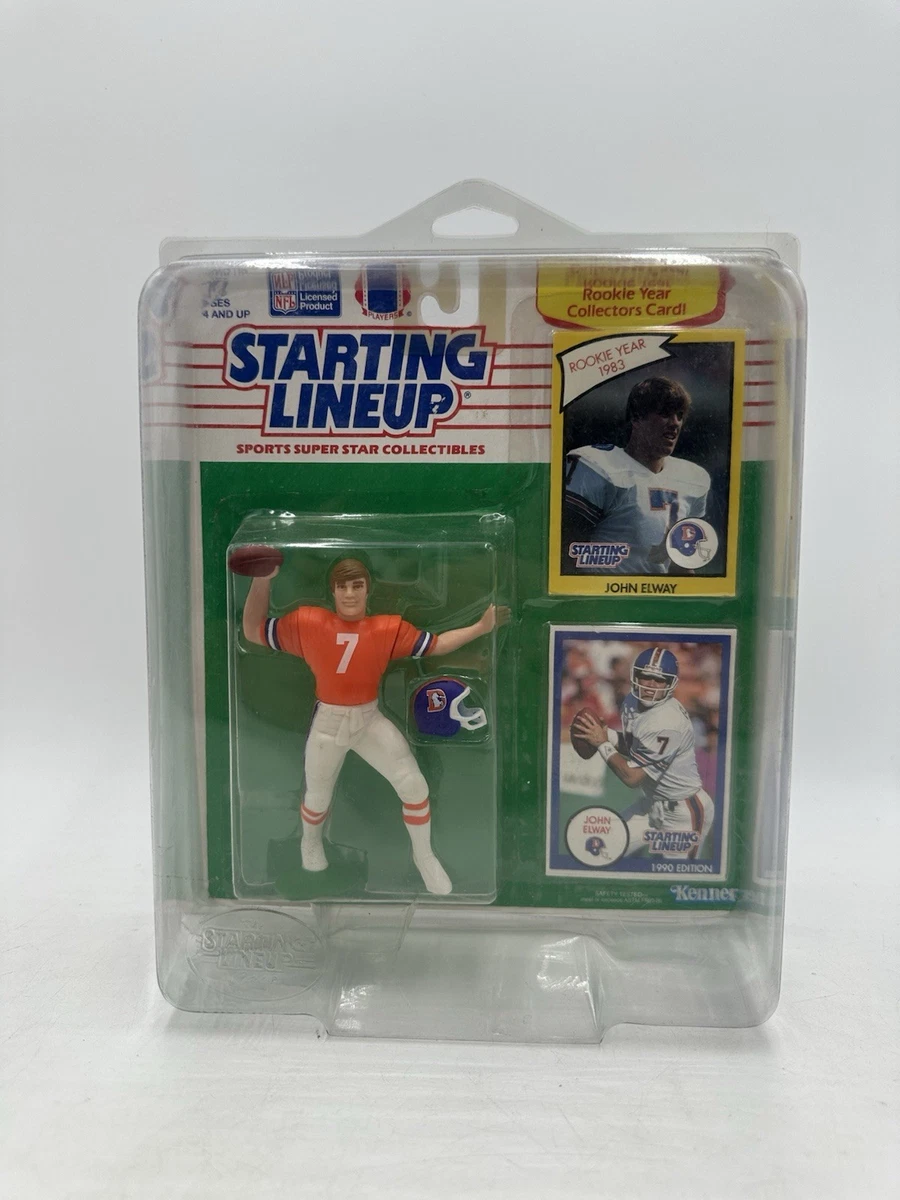 AGES
4 AND UP
NFL
Licensed
Product
PLAYERS
Rookie Year
Collectors Card!
STARTING
LINEUP®
SPORTS SUPER STAR COLLECTIBLES
ROOKIE YEAR
1983
7
7
STARTING
LINEUP
JOHN ELWAY
7
D
7
JOHN
ELWAY
STARTING
LINEUP
1990 EDITION
Kenner
STARTING
LINEUP